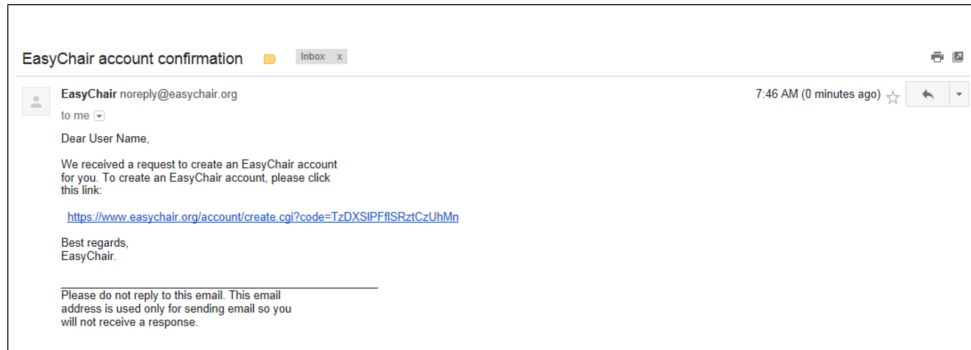 EasyChair account confirmation Inbox x
EasyChair noreply@easychair.org 7:46 AM (0 minutes ago)
to me
Dear User Name,
We received a request to create an EasyChair account
for you. To create an EasyChair account, please click
this link:
https://www.easychair.org/account/create.cgi?code=TzDXSIPFflSRztCzUhMn
Best regards,
EasyChair.
Please do not reply to this email. This email
address is used only for sending email so you
will not receive a response.